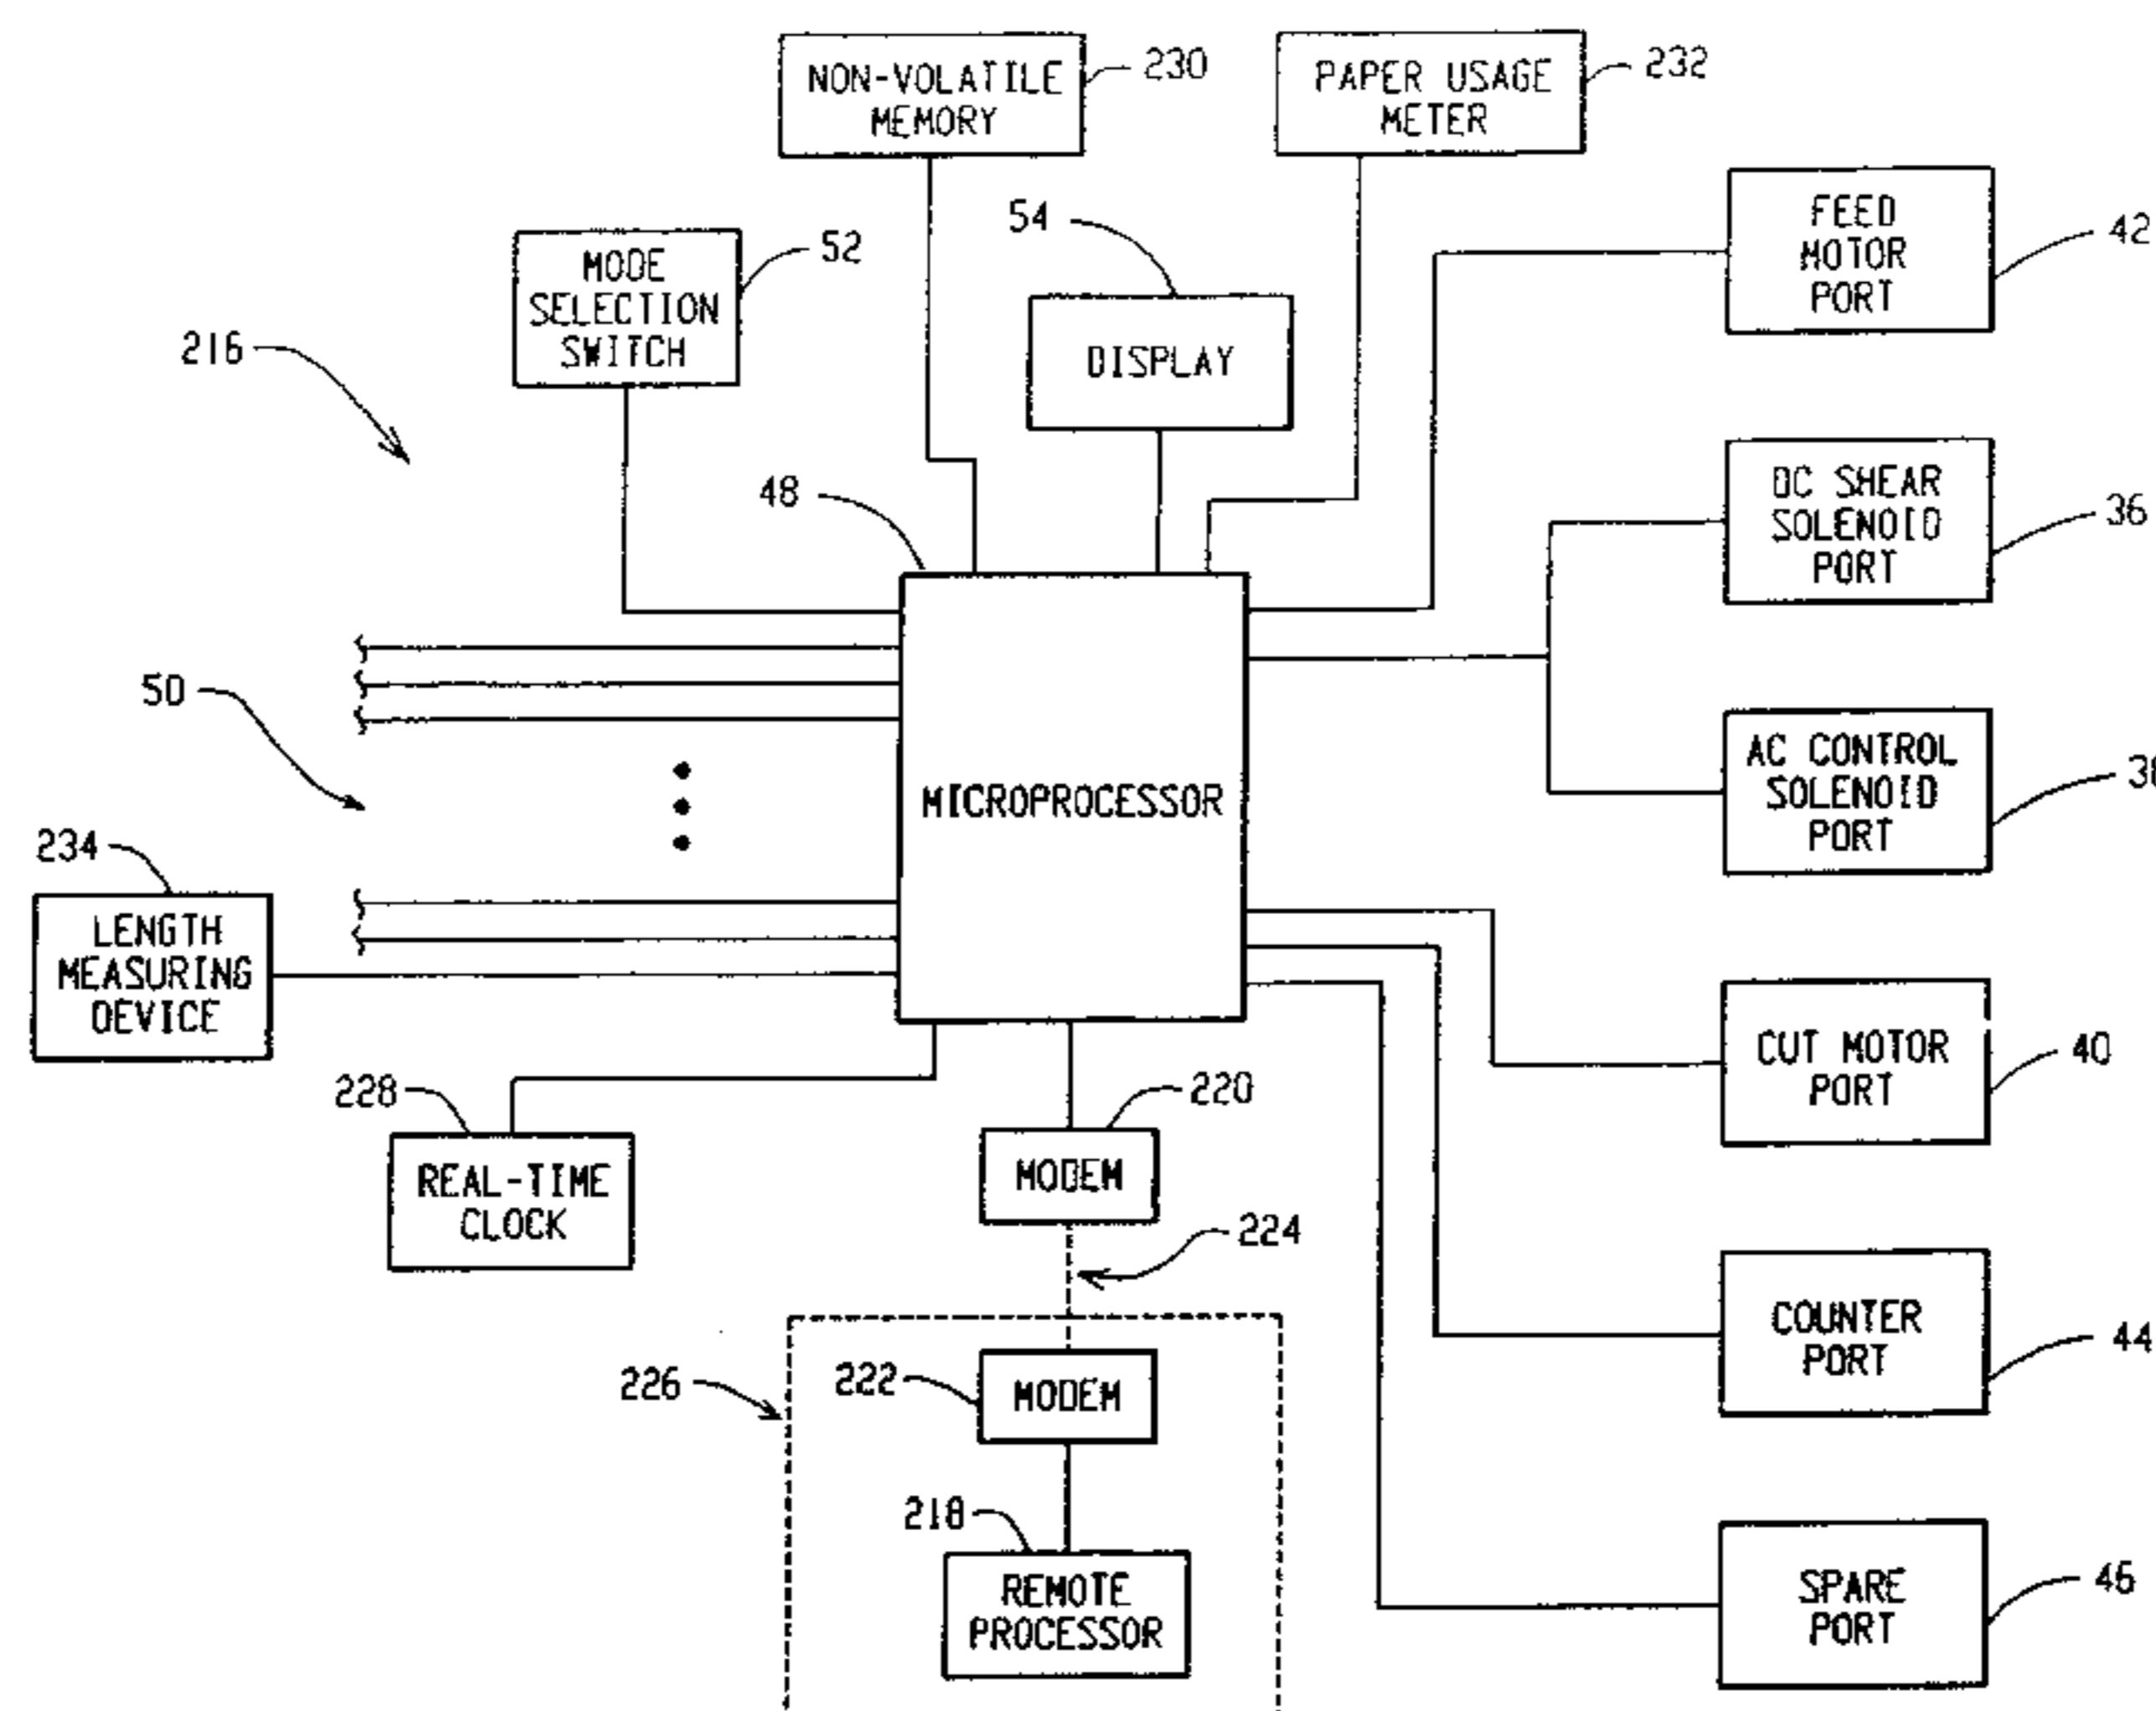 NON-VOLATILE
MEMORY
230
PAPER USAGE
METER
232
FEED
MOTOR
PORT
42
54
MODE
SELECTION
SWITCH
52
DISPLAY
216
DC SHEAR
SOLENOID
PORT
36
48
50
MICROPROCESSOR
AC CONTROL
SOLENOID
PORT
234
LENGTH
MEASURING
DEVICE
CUT MOTOR
PORT
40
228
REAL-TIME
CLOCK
220
MODEM
224
COUNTER
PORT
44
226
222
MODEM
218
REMOTE
PROCESSOR
SPARE
PORT
46